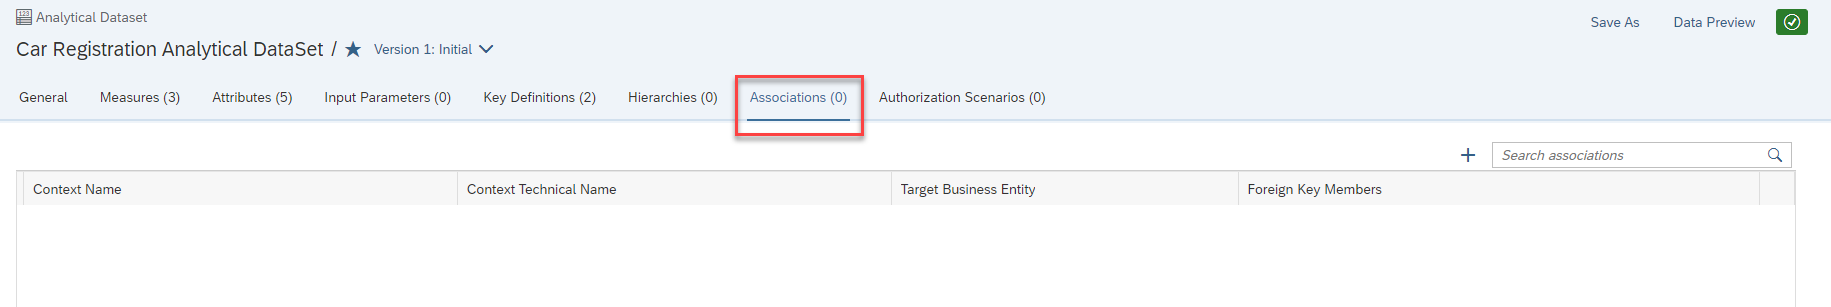 Analytical Dataset
Save As Data Preview
Car Registration Analytical DataSet / ★ Version 1: Initial
General Measures (3) Attributes (5) Input Parameters (0) Key Definitions (2) Hierarchies (0) Associations (0) Authorization Scenarios (0)
+ Search associations
Context Name Context Technical Name Target Business Entity Foreign Key Members